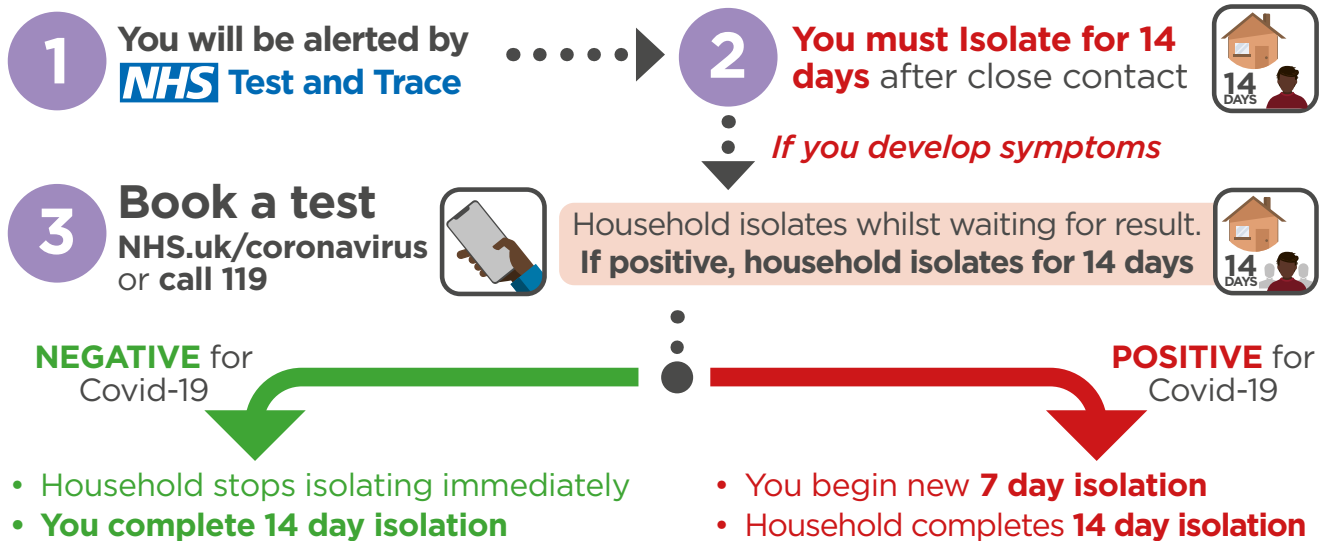 1
You will be alerted by
NHS Test and Trace
2
You must Isolate for 14
days after close contact
14
DAYS
If you develop symptoms
3
Book a test
NHS.uk/coronavirus
or call 119
Household isolates whilst waiting for result.
If positive, household isolates for 14 days
14
DAYS
NEGATIVE for
Covid-19
POSITIVE for
Covid-19
• Household stops isolating immediately
• You complete 14 day isolation
• You begin new 7 day isolation
• Household completes 14 day isolation